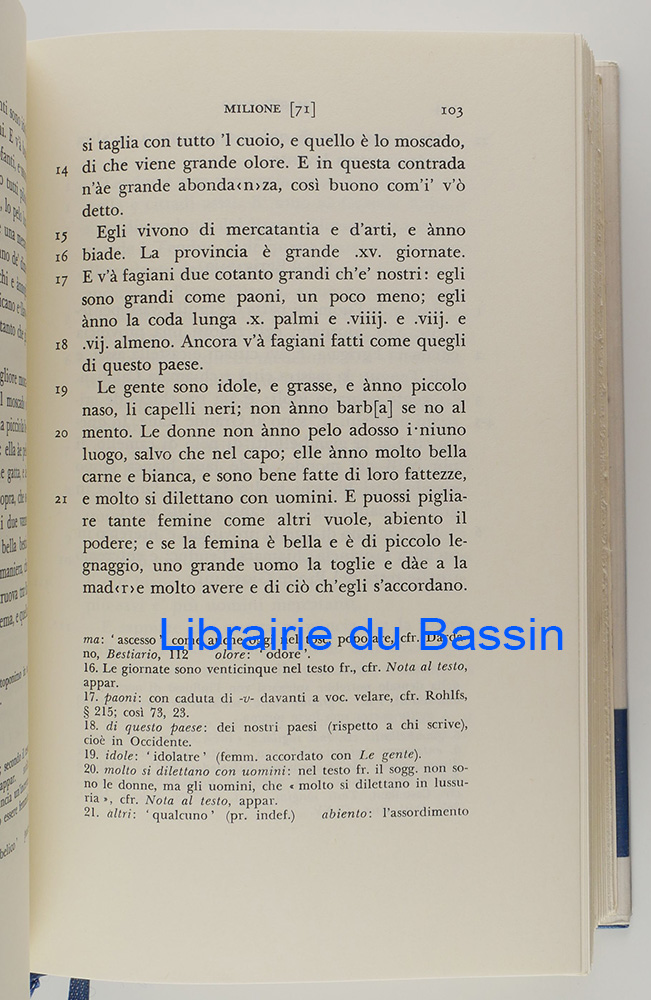 MILIONE [71] 103
si taglia con tutto 'l cuoio, e quello è lo moscado,
14 di che viene grande olore. E in questa contrada
n'àe grande abonda‹n›za, così buono com'i' v'ò
detto.
15 Egli vivono di mercatantia e d'arti, e ànno
16 biade. La provincia è grande .xv. giornate.
17 E v'à fagiani due cotanto grandi ch'e' nostri: egli
sono grandi come paoni, un poco meno; egli
ànno la coda lunga .x. palmi e .viiij. e .viij. e
18 .vij. almeno. Ancora v'à fagiani fatti come quegli
di questo paese.
19 Le gente sono idole, e grasse, e ànno piccolo
naso, li capelli neri; non ànno barb[a] se no al
20 mento. Le donne non ànno pelo adosso i·niuno
luogo, salvo che nel capo; elle ànno molto bella
carne e bianca, e sono bene fatte di loro fattezze,
21 e molto si dilettano con uomini. E puossi piglia-
re tante femine come altri vuole, abiento il
podere; e se la femina è bella e è di piccolo le-
gnaggio, uno grande uomo la toglie e dàe a la
mad‹r›e molto avere e di ciò ch'egli s'accordano.
ma: 'ascesso' come anche oggi nel tosc. popolare, cfr. Darda-
no, Bestiario, 112 olore: 'odore'.
Librairie du Bassin
16. Le giornate sono venticinque nel testo fr., cfr. Nota al testo,
appar.
17. paoni: con caduta di -v- davanti a voc. velare, cfr. Rohlfs,
§ 215; così 73, 23.
18. di questo paese: dei nostri paesi (rispetto a chi scrive),
cioè in Occidente.
19. idole: 'idolatre' (femm. accordato con Le gente).
20. molto si dilettano con uomini: nel testo fr. il sogg. non so-
no le donne, ma gli uomini, che « molto si dilettano in lussu-
ria », cfr. Nota al testo, appar.
21. altri: 'qualcuno' (pr. indef.) abiento: l'assordimento